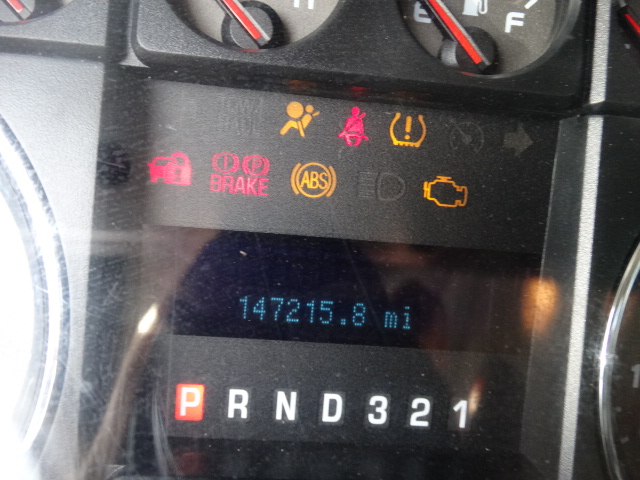 H E F
BRAKE ABS
147215.8 mi
P R N D 3 2 1